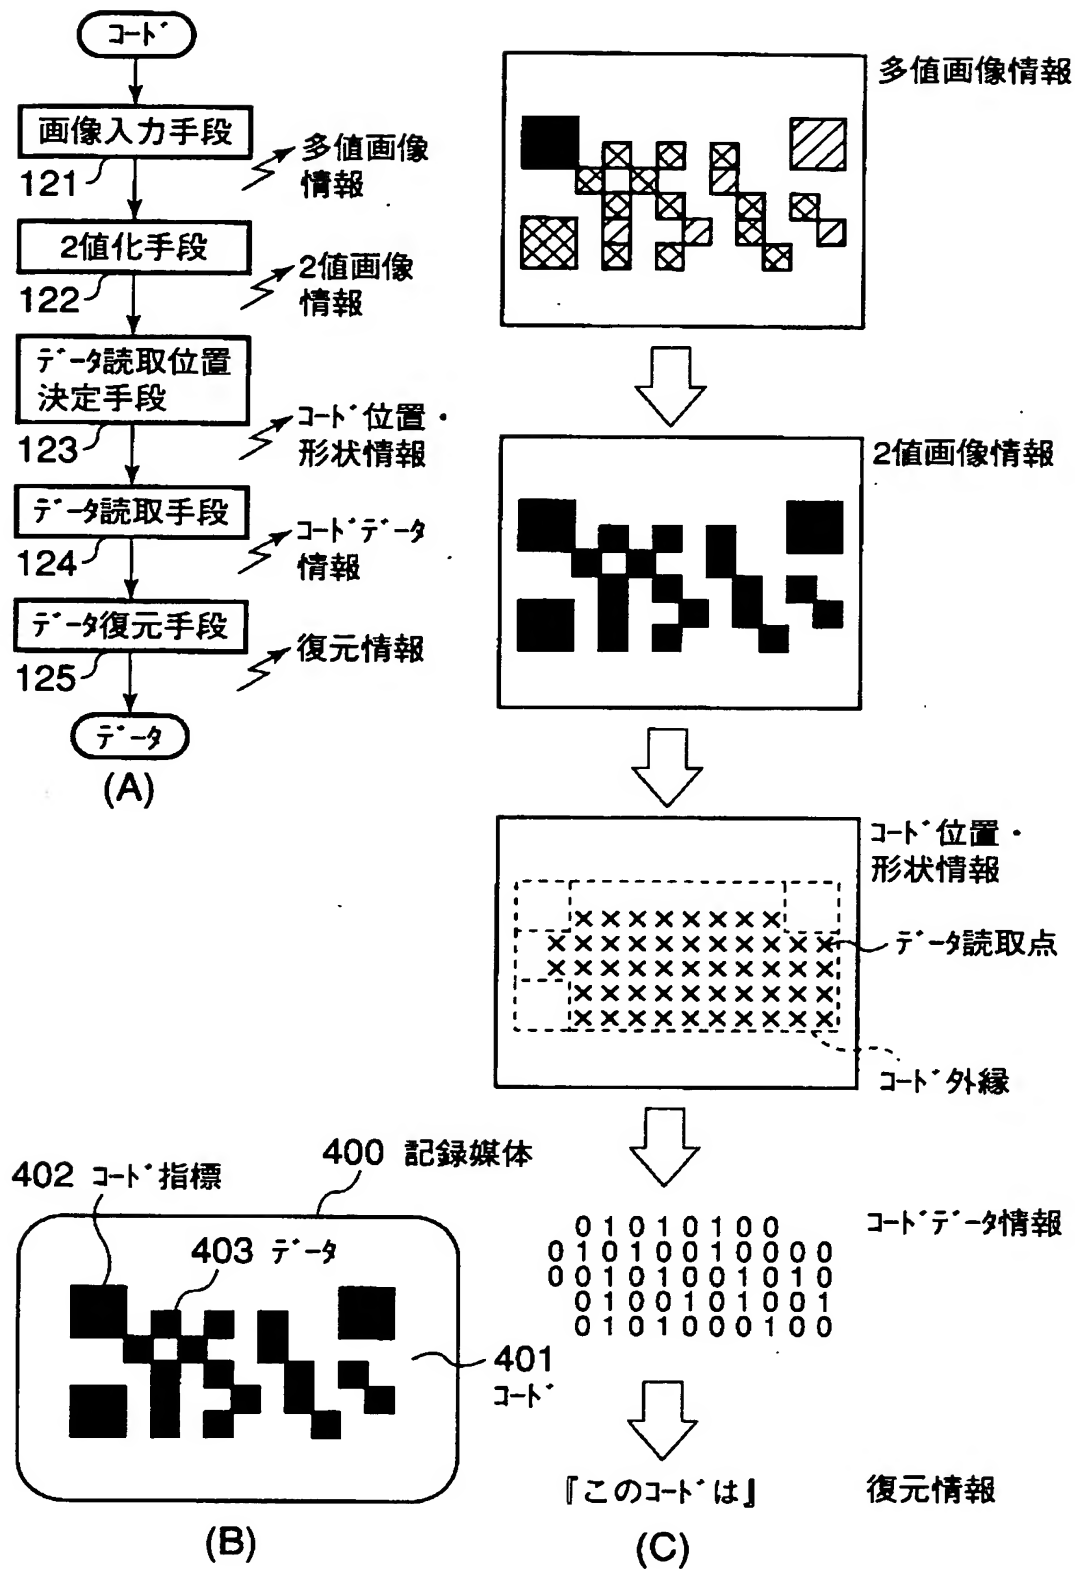 コード
画像入力手段
121
多値画像
情報
2値化手段
122
2値画像
情報
データ読取位置
決定手段
123
コード位置・
形状情報
データ読取手段
124
コードデータ
情報
データ復元手段
125
復元情報
データ
(A)
400 記録媒体
402 コード指標
403 データ
401
コード
(B)
多値画像情報
2値画像情報
コード位置・
形状情報
データ読取点
コード外縁
0 1 0 1 0 1 0 0
0 1 0 1 0 0 1 0 0 0 0
0 0 1 0 1 0 0 1 0 1 0
0 1 0 0 1 0 1 0 0 1
0 1 0 1 0 0 0 1 0 0
コードデータ情報
『このコードは』
復元情報
(C)